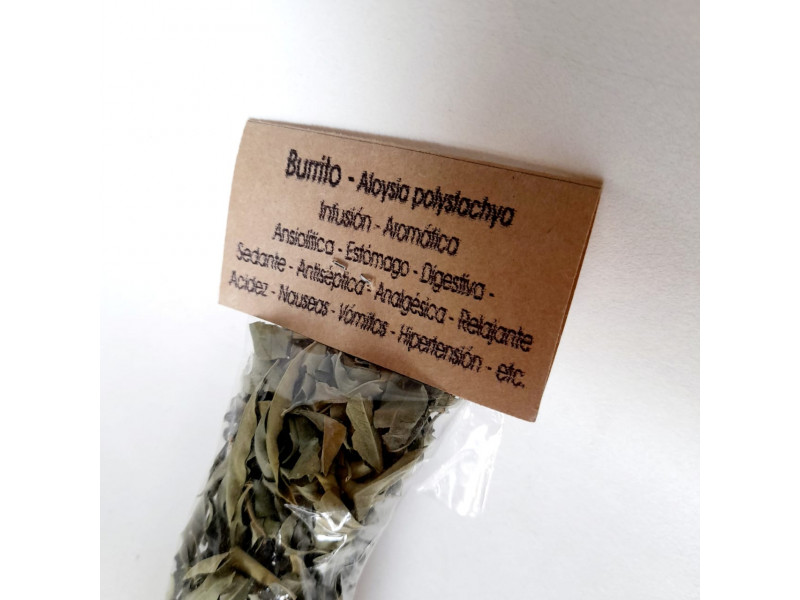 Burrito - Aloysia polystachya
Infusión - Aromática
Ansiolítica - Estómago - Digestiva -
Sedante - Antiséptica - Analgésica - Relajante
Acidez - Nauseas - Vómitos - Hipertensión - etc.